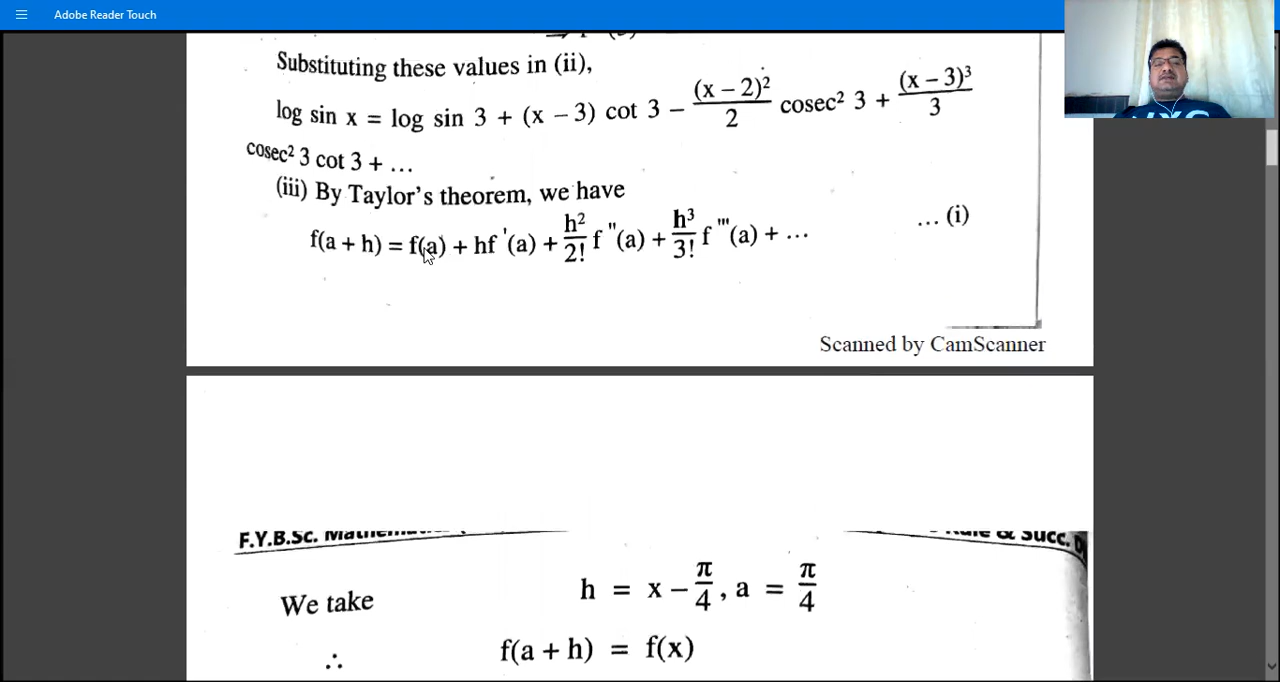 Adobe Reader Touch
Substituting these values in (ii),
log sin x = log sin 3 + (x – 3) cot 3 – (x – 2)²/2 cosec² 3 + (x – 3)³/3
cosec² 3 cot 3 + ...
(iii) By Taylor's theorem, we have
f(a + h) = f(a) + hf '(a) + h²/2! f "(a) + h³/3! f "'(a) + ... ... (i)
Scanned by CamScanner
F.Y.B.Sc.
& Succ.
We take h = x – π/4 , a = π/4
∴ f(a + h) = f(x)